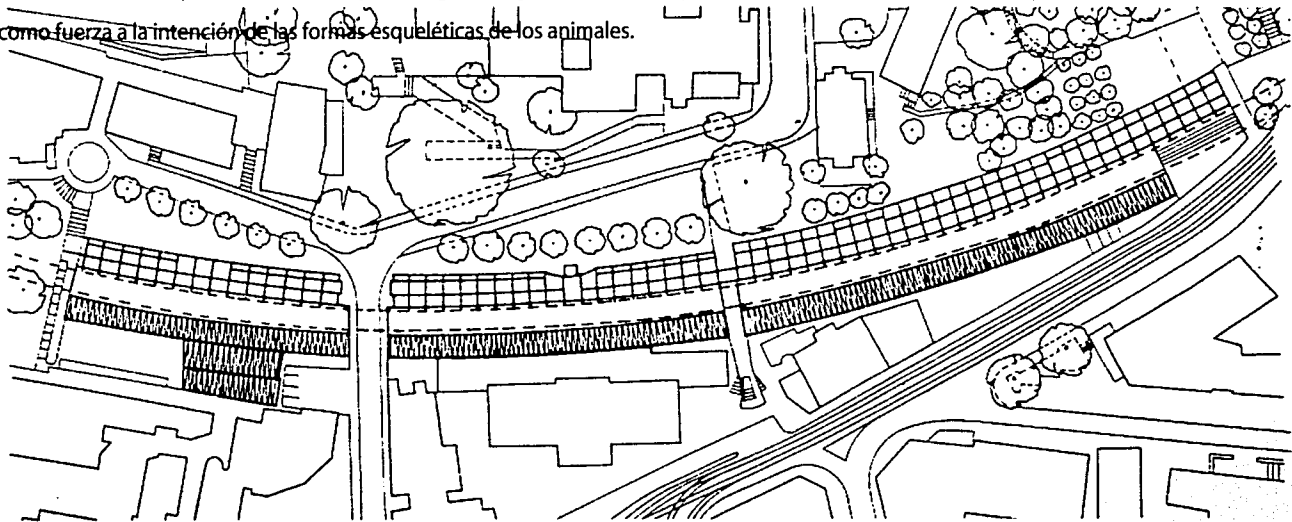 como fuerza a la intención de las formas esqueléticas de los animales.